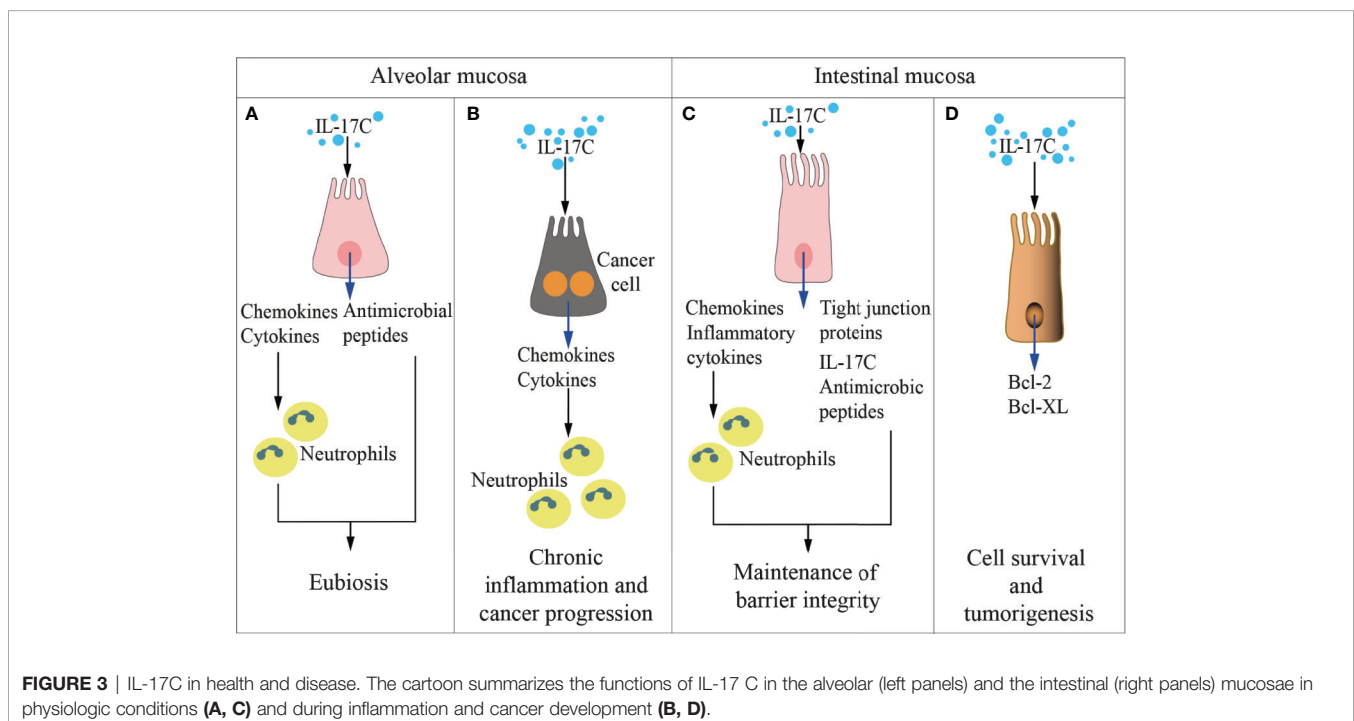 Alveolar mucosa
Intestinal mucosa
A
IL-17C
Chemokines
Cytokines
Antimicrobial
peptides
Neutrophils
Eubiosis
B
IL-17C
Cancer
cell
Chemokines
Cytokines
Neutrophils
Chronic
inflammation and
cancer progression
C
IL-17C
Chemokines
Inflammatory
cytokines
Tight junction
proteins
IL-17C
Antimicrobic
peptides
Neutrophils
Maintenance of
barrier integrity
D
IL-17C
Bcl-2
Bcl-XL
Cell survival
and
tumorigenesis
FIGURE 3 | IL-17C in health and disease. The cartoon summarizes the functions of IL-17 C in the alveolar (left panels) and the intestinal (right panels) mucosae in
physiologic conditions (A, C) and during inflammation and cancer development (B, D).